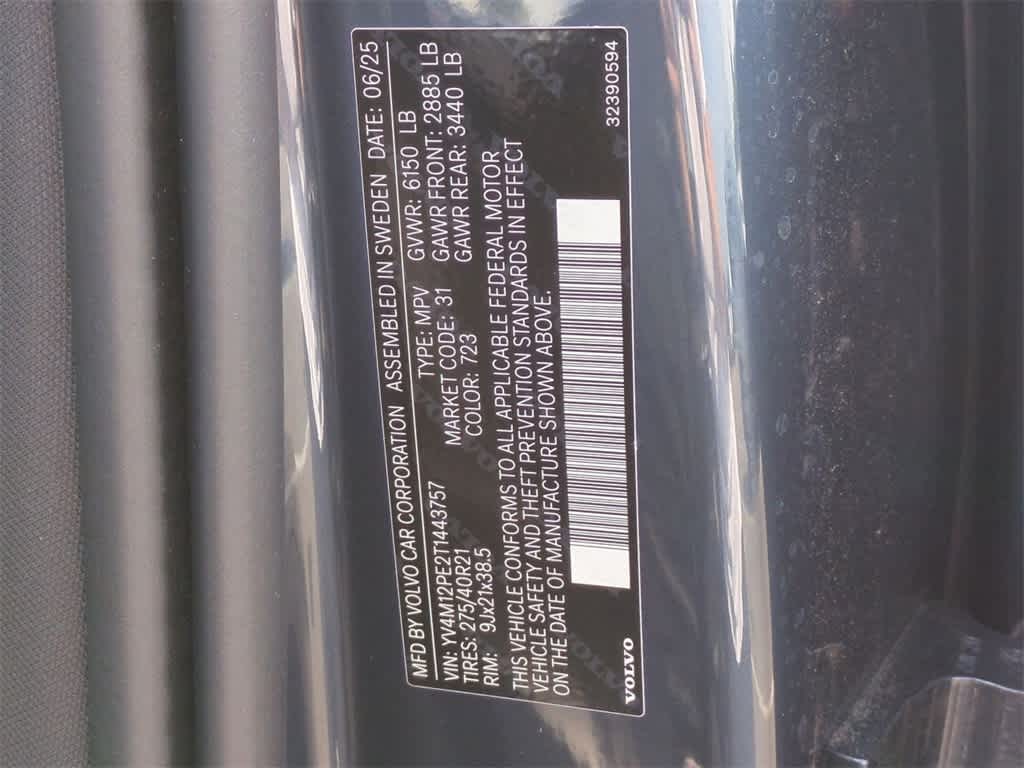 MFD BY VOLVO CAR CORPORATION ASSEMBLED IN SWEDEN DATE: 06/25
VIN: YV4M12PE2T1443757 TYPE: MPV GVWR: 6150 LB
TIRES: 275/40R21 MARKET CODE: 31 GAWR FRONT: 2885 LB
RIM: 9Jx21x38.5 COLOR: 723 GAWR REAR: 3440 LB
THIS VEHICLE CONFORMS TO ALL APPLICABLE FEDERAL MOTOR
VEHICLE SAFETY AND THEFT PREVENTION STANDARDS IN EFFECT
ON THE DATE OF MANUFACTURE SHOWN ABOVE.
VOLVO 32390594